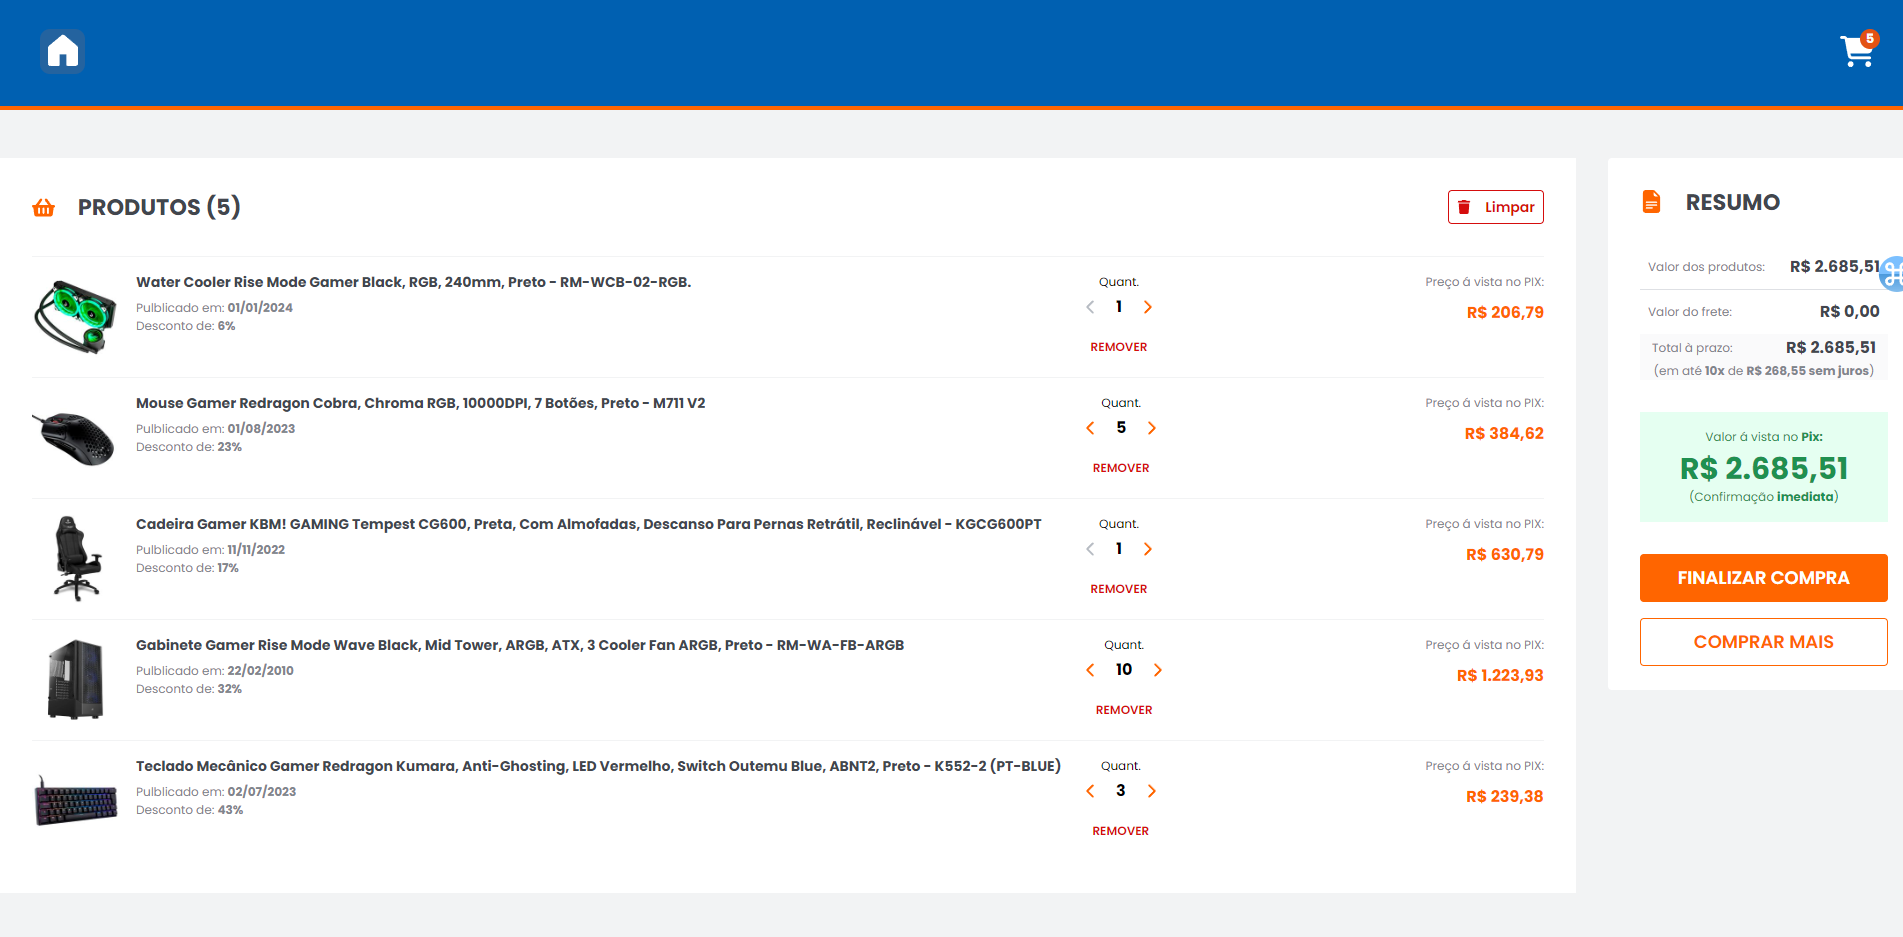 5
PRODUTOS (5)
Limpar
Water Cooler Rise Mode Gamer Black, RGB, 240mm, Preto - RM-WCB-02-RGB.
Pulblicado em: 01/01/2024
Desconto de: 6%
Quant.
1
REMOVER
Preço á vista no PIX:
R$ 206,79
Mouse Gamer Redragon Cobra, Chroma RGB, 10000DPI, 7 Botões, Preto - M711 V2
Pulblicado em: 01/08/2023
Desconto de: 23%
Quant.
5
REMOVER
Preço á vista no PIX:
R$ 384,62
Cadeira Gamer KBM! GAMING Tempest CG600, Preta, Com Almofadas, Descanso Para Pernas Retrátil, Reclinável - KGCG600PT
Pulblicado em: 11/11/2022
Desconto de: 17%
Quant.
1
REMOVER
Preço á vista no PIX:
R$ 630,79
Gabinete Gamer Rise Mode Wave Black, Mid Tower, ARGB, ATX, 3 Cooler Fan ARGB, Preto - RM-WA-FB-ARGB
Pulblicado em: 22/02/2010
Desconto de: 32%
Quant.
10
REMOVER
Preço á vista no PIX:
R$ 1.223,93
Teclado Mecânico Gamer Redragon Kumara, Anti-Ghosting, LED Vermelho, Switch Outemu Blue, ABNT2, Preto - K552-2 (PT-BLUE)
Pulblicado em: 02/07/2023
Desconto de: 43%
Quant.
3
REMOVER
Preço á vista no PIX:
R$ 239,38
RESUMO
Valor dos produtos: R$ 2.685,51
Valor do frete: R$ 0,00
Total à prazo: R$ 2.685,51
(em até 10x de R$ 268,55 sem juros)
Valor á vista no Pix:
R$ 2.685,51
(Confirmação imediata)
FINALIZAR COMPRA
COMPRAR MAIS